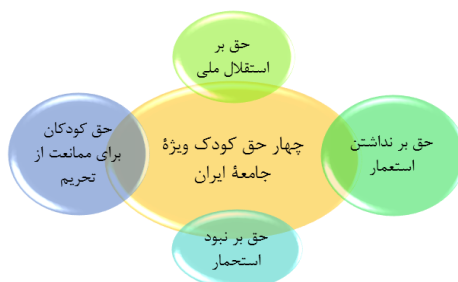 حق بر
استقلال ملی
حق بر نداشتن
استعمار
چهار حق کودک ویژۀ
جامعۀ ایران
حق کودکان
برای ممانعت از
تحریم
حق بر نبود
استحمار